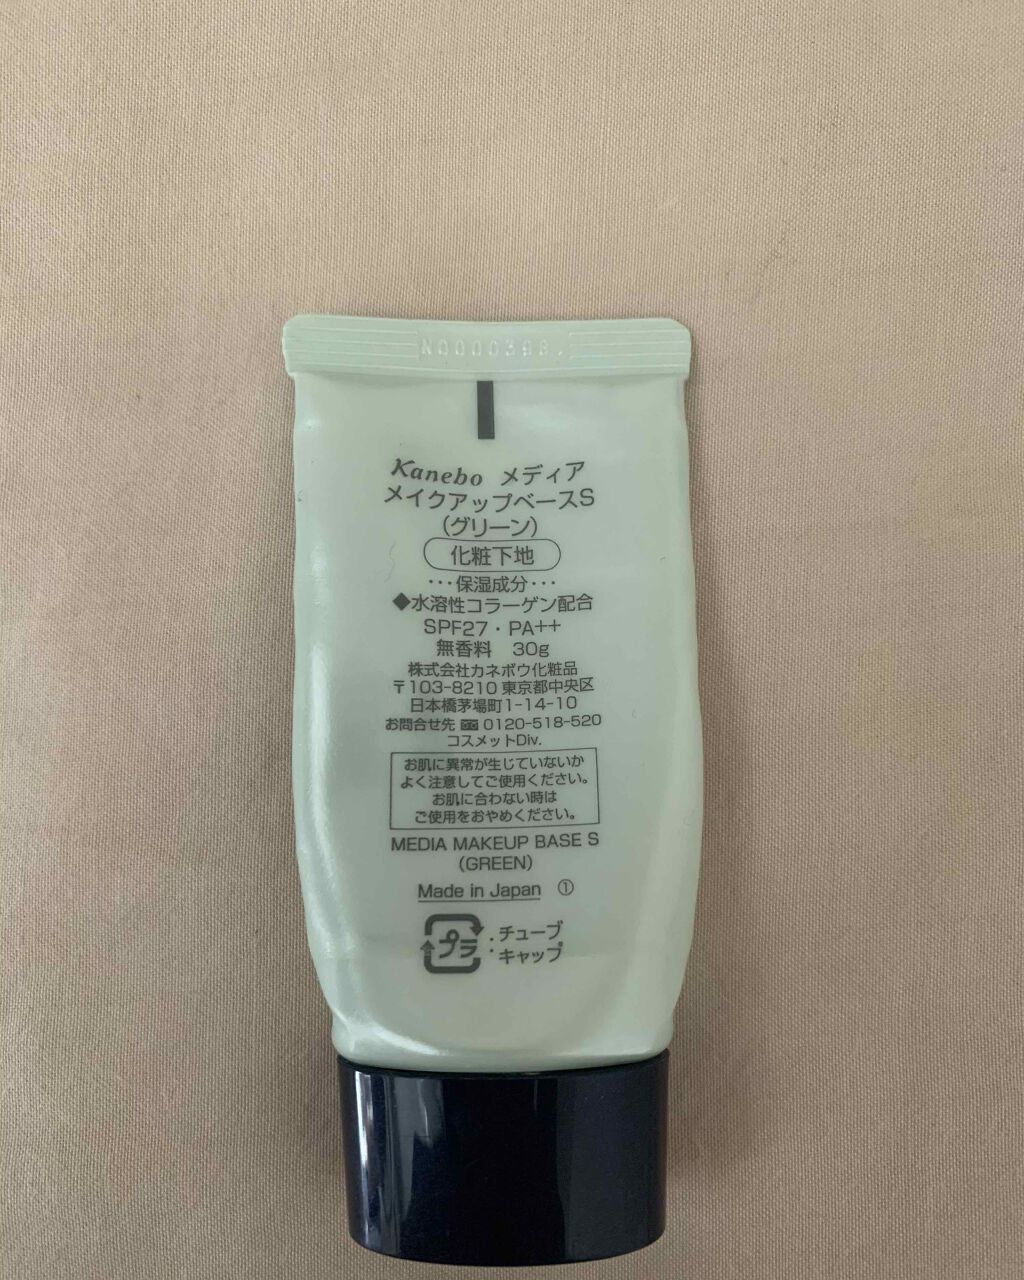 Kanebo メディア
メイクアップベースS
(グリーン)
化粧下地
･･･保湿成分･･･
◆水溶性コラーゲン配合
SPF27・PA++
無香料 30g
株式会社カネボウ化粧品
〒103-8210 東京都中央区
日本橋茅場町1-14-10
お問合せ先 0120-518-520
コスメットDiv.
お肌に異常が生じていないか
よく注意してご使用ください。
お肌に合わない時は
ご使用をおやめください。
MEDIA MAKEUP BASE S
(GREEN)
Made in Japan ①
プラ : チューブ
キャップ